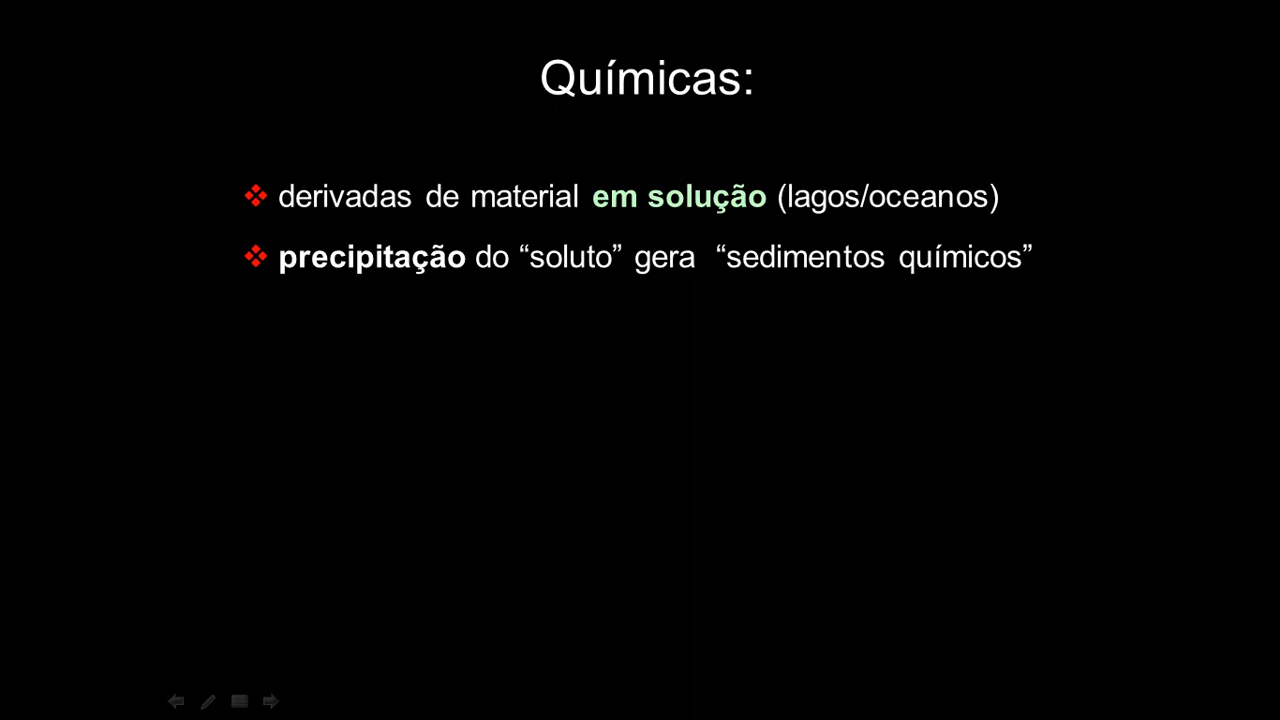 Químicas:
derivadas de material em solução (lagos/oceanos)
precipitação do “soluto” gera “sedimentos químicos”